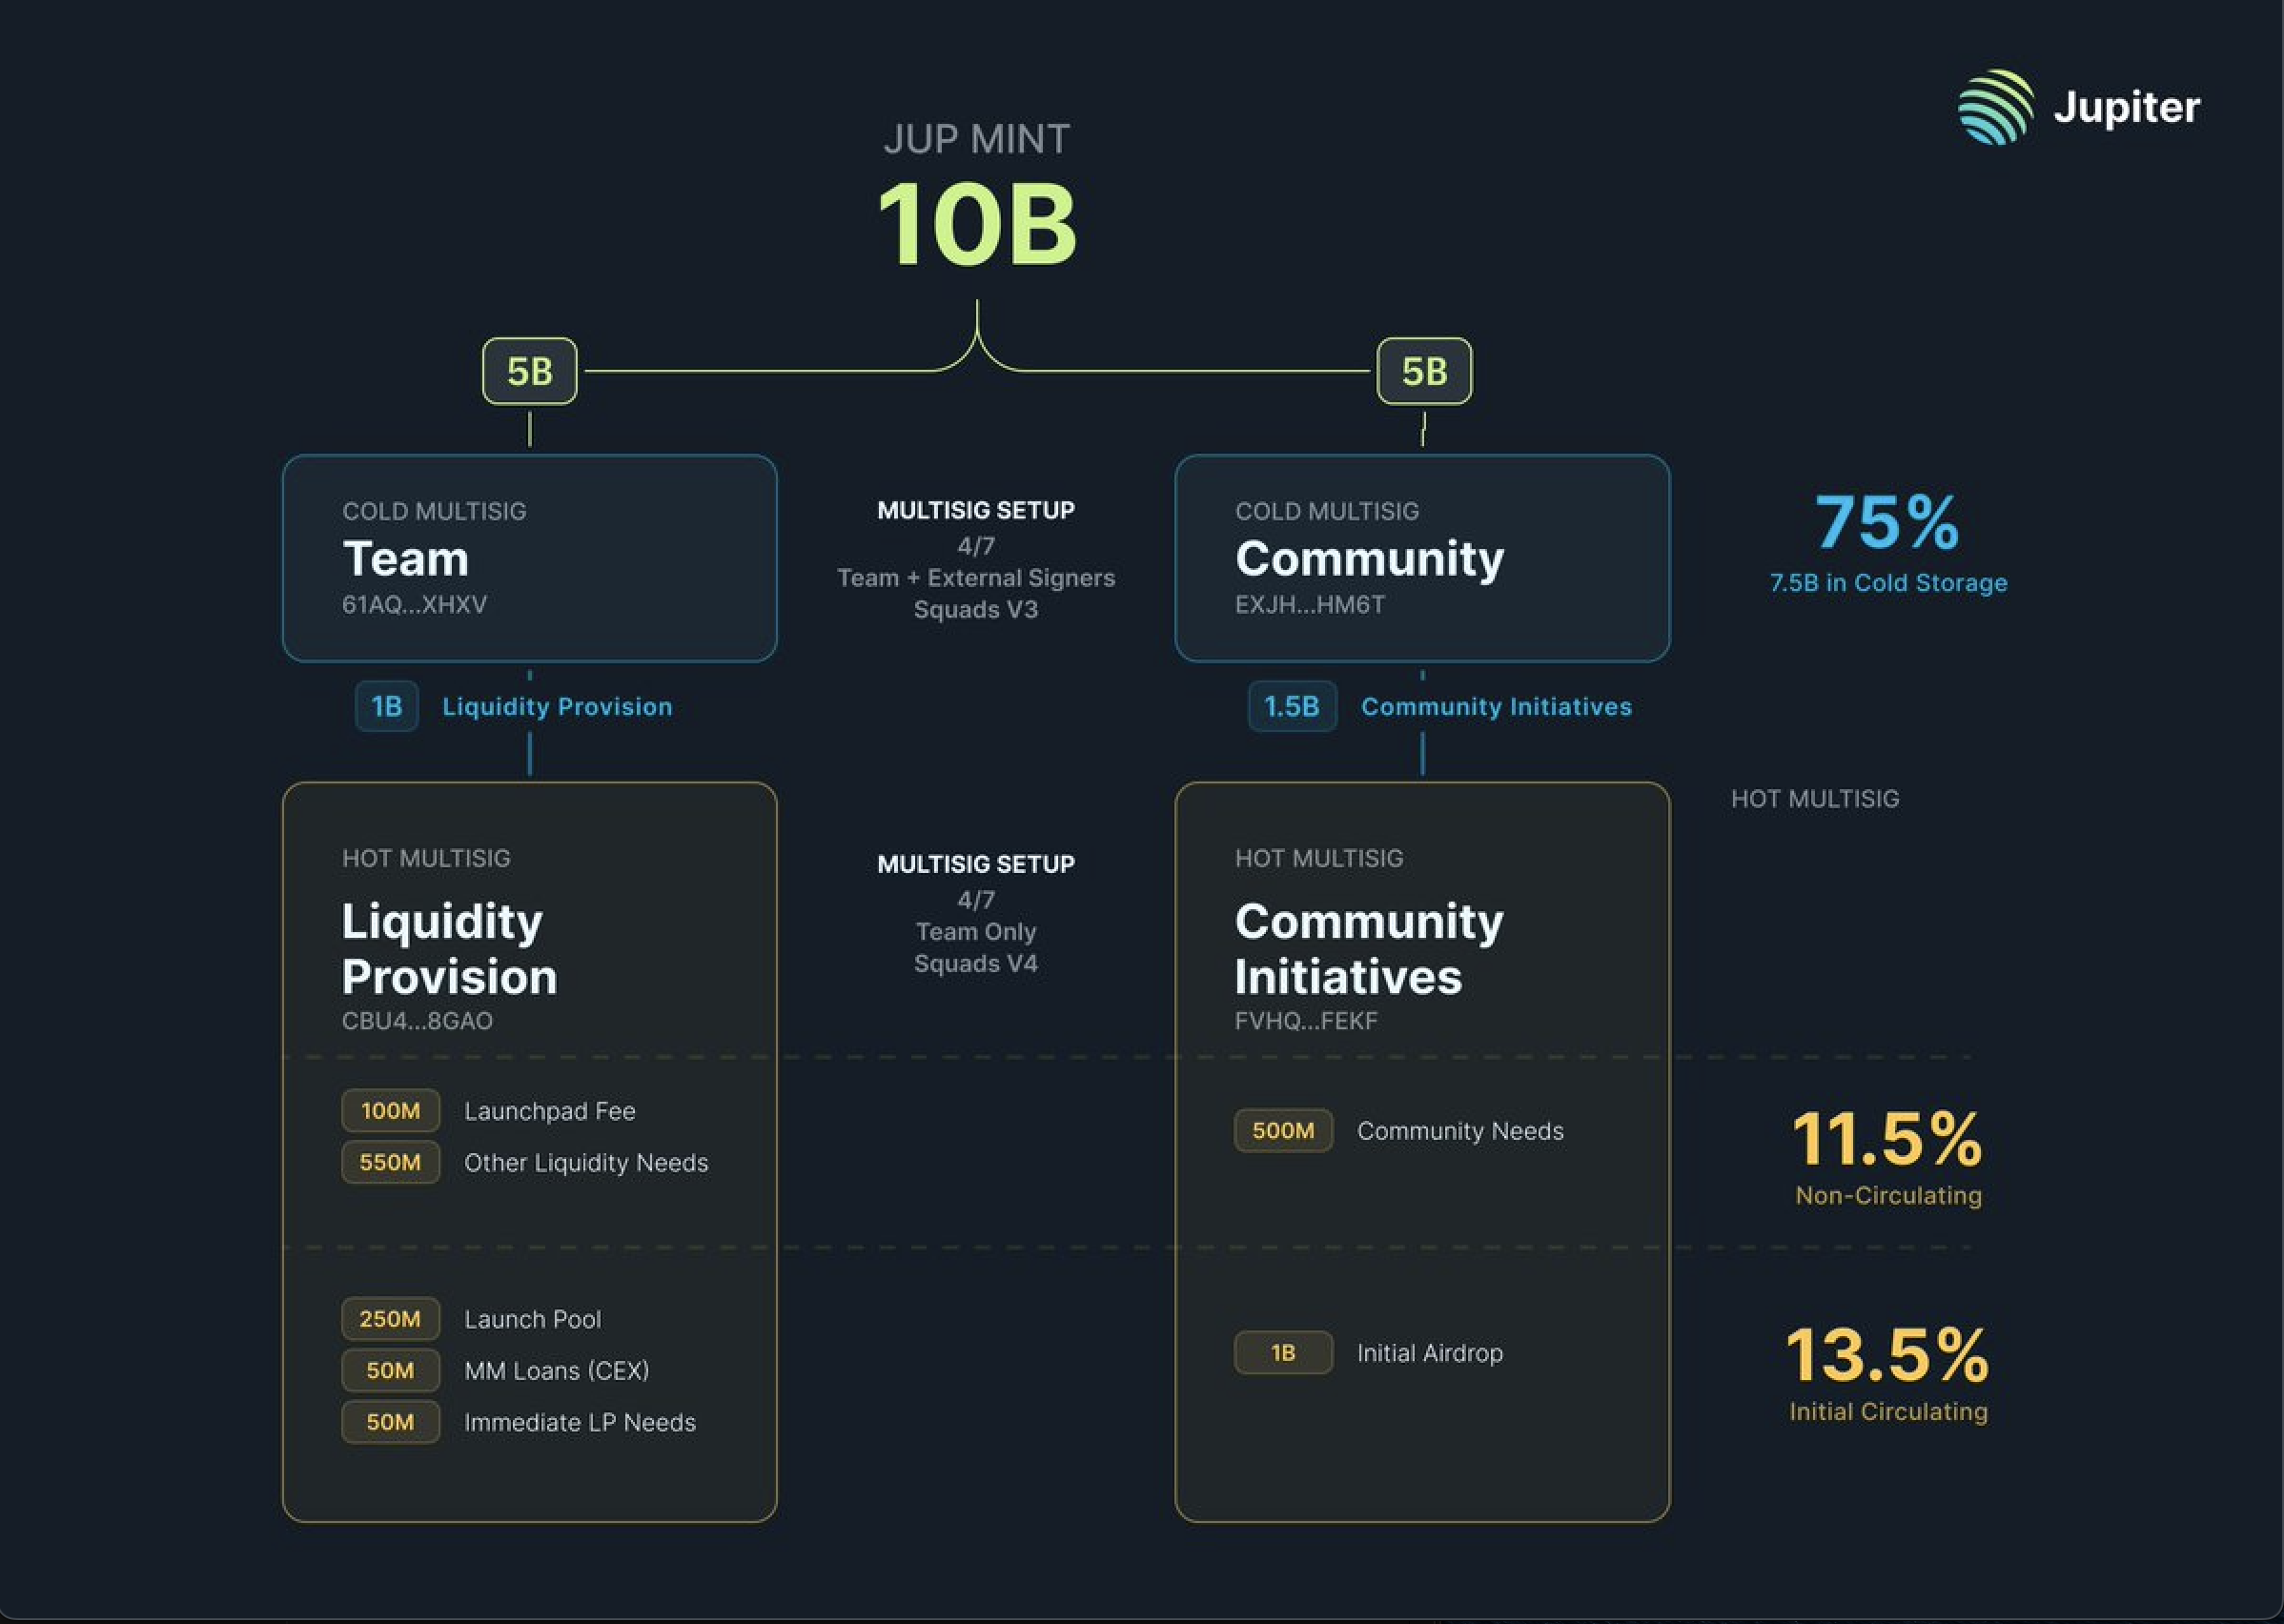 Jupiter
JUP MINT
10B
5B
5B
COLD MULTISIG
Team
61AQ...XHXV
MULTISIG SETUP
4/7
Team + External Signers
Squads V3
COLD MULTISIG
Community
EXJH...HM6T
75%
7.5B in Cold Storage
1B Liquidity Provision
1.5B Community Initiatives
HOT MULTISIG
HOT MULTISIG
Liquidity
Provision
CBU4...8GAO
MULTISIG SETUP
4/7
Team Only
Squads V4
HOT MULTISIG
Community
Initiatives
FVHQ...FEKF
100M Launchpad Fee
550M Other Liquidity Needs
500M Community Needs
11.5%
Non-Circulating
250M Launch Pool
50M MM Loans (CEX)
50M Immediate LP Needs
1B Initial Airdrop
13.5%
Initial Circulating